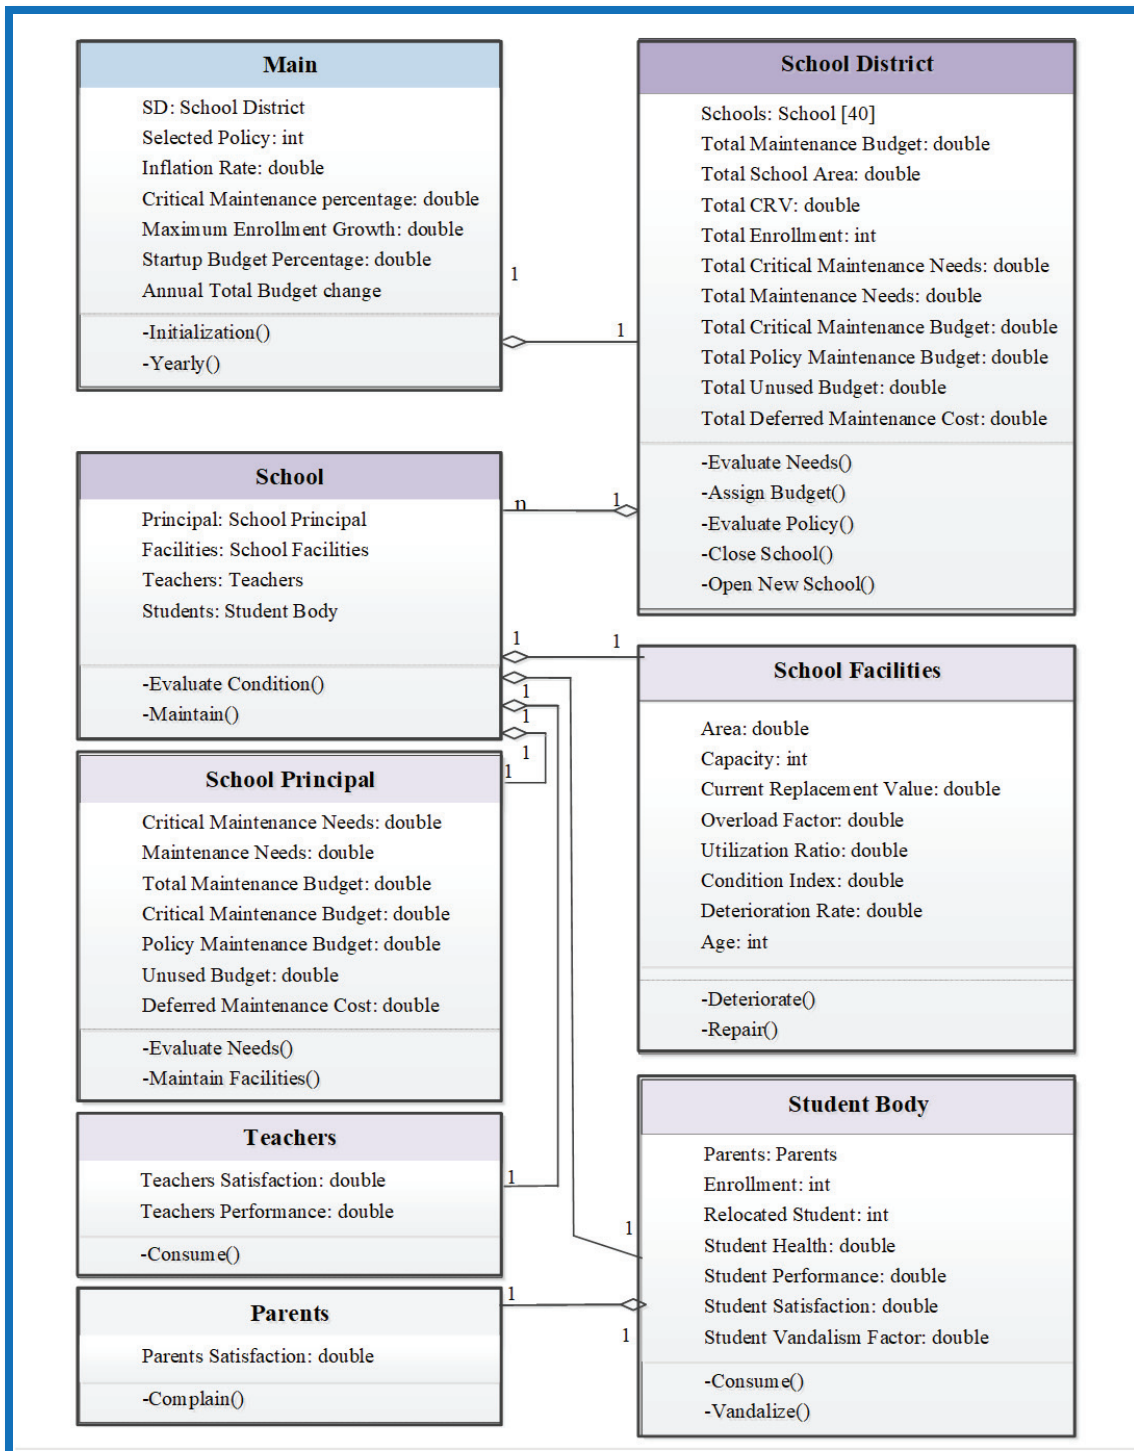 Main
SD: School District
Selected Policy: int
Inflation Rate: double
Critical Maintenance percentage: double
Maximum Enrollment Growth: double
Startup Budget Percentage: double
Annual Total Budget change
-Initialization()
-Yearly()
1
1
School District
Schools: School [40]
Total Maintenance Budget: double
Total School Area: double
Total CRV: double
Total Enrollment: int
Total Critical Maintenance Needs: double
Total Maintenance Needs: double
Total Critical Maintenance Budget: double
Total Policy Maintenance Budget: double
Total Unused Budget: double
Total Deferred Maintenance Cost: double
-Evaluate Needs()
-Assign Budget()
-Evaluate Policy()
-Close School()
-Open New School()
School
Principal: School Principal
Facilities: School Facilities
Teachers: Teachers
Students: Student Body
-Evaluate Condition()
-Maintain()
n
1
1
1
1
1
1
1
School Facilities
Area: double
Capacity: int
Current Replacement Value: double
Overload Factor: double
Utilization Ratio: double
Condition Index: double
Deterioration Rate: double
Age: int
-Deteriorate()
-Repair()
School Principal
Critical Maintenance Needs: double
Maintenance Needs: double
Total Maintenance Budget: double
Critical Maintenance Budget: double
Policy Maintenance Budget: double
Unused Budget: double
Deferred Maintenance Cost: double
-Evaluate Needs()
-Maintain Facilities()
Teachers
Teachers Satisfaction: double
Teachers Performance: double
-Consume()
1
1
Student Body
Parents: Parents
Enrollment: int
Relocated Student: int
Student Health: double
Student Performance: double
Student Satisfaction: double
Student Vandalism Factor: double
-Consume()
-Vandalize()
Parents
Parents Satisfaction: double
-Complain()
1
1